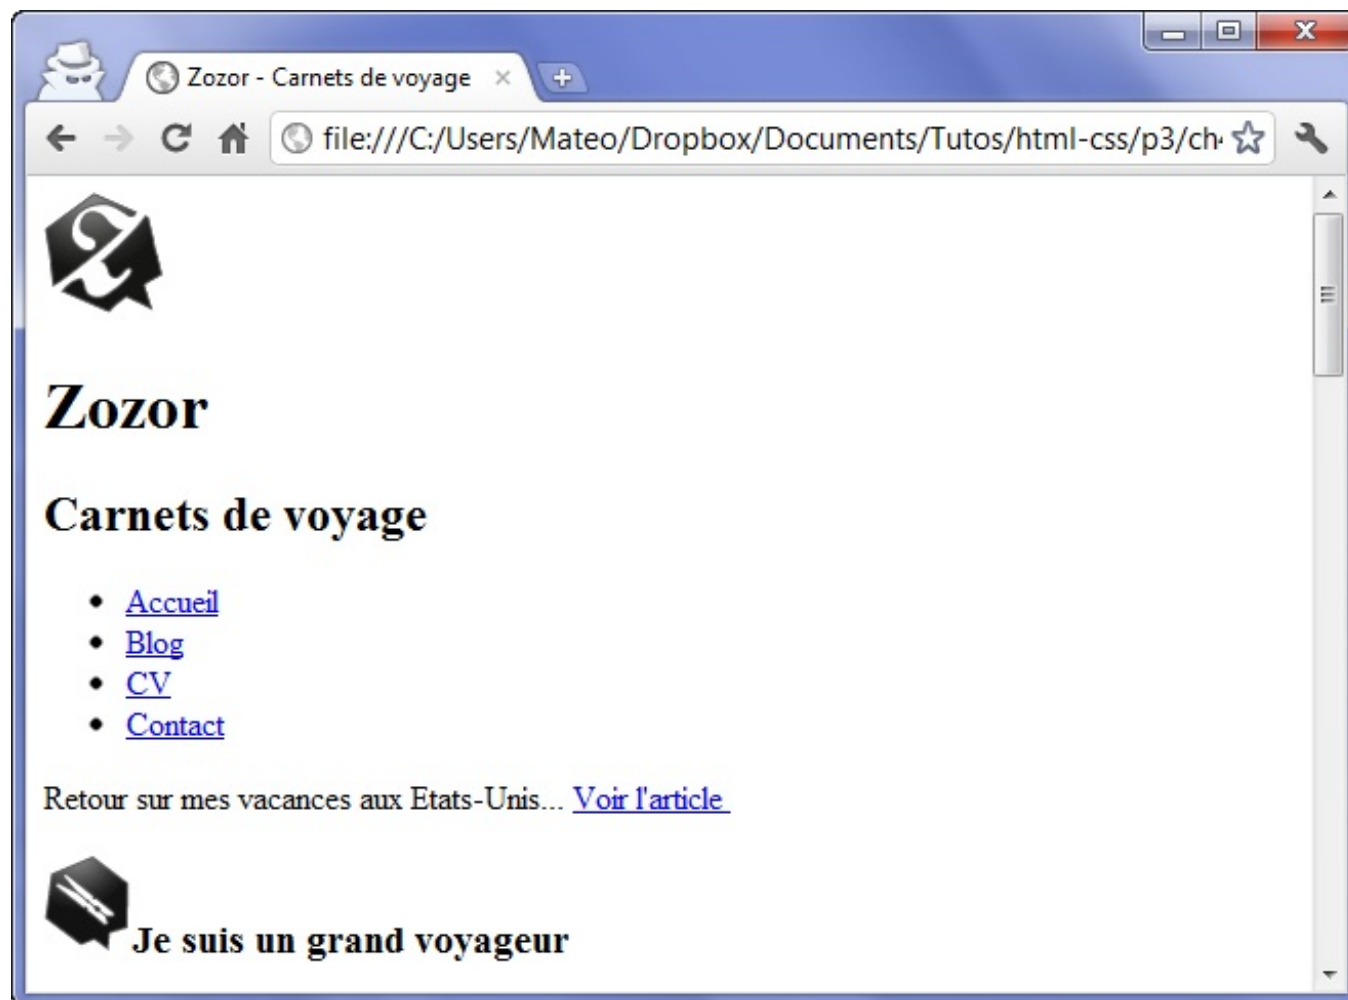 Zozor - Carnets de voyage
file:///C:/Users/Mateo/Dropbox/Documents/Tutos/html-css/p3/ch
Zozor
Carnets de voyage
Accueil
Blog
CV
Contact
Retour sur mes vacances aux Etats-Unis... Voir l'article
Je suis un grand voyageur